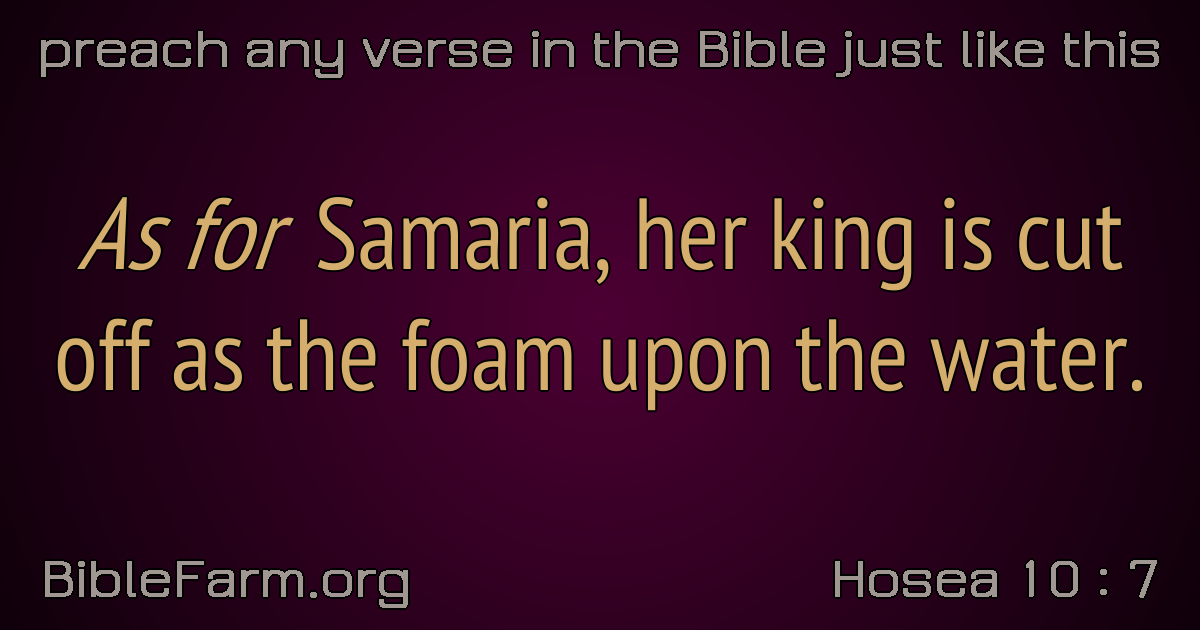 preach any verse in the Bible just like this
As for Samaria, her king is cut
off as the foam upon the water.
BibleFarm.org
Hosea 10 : 7